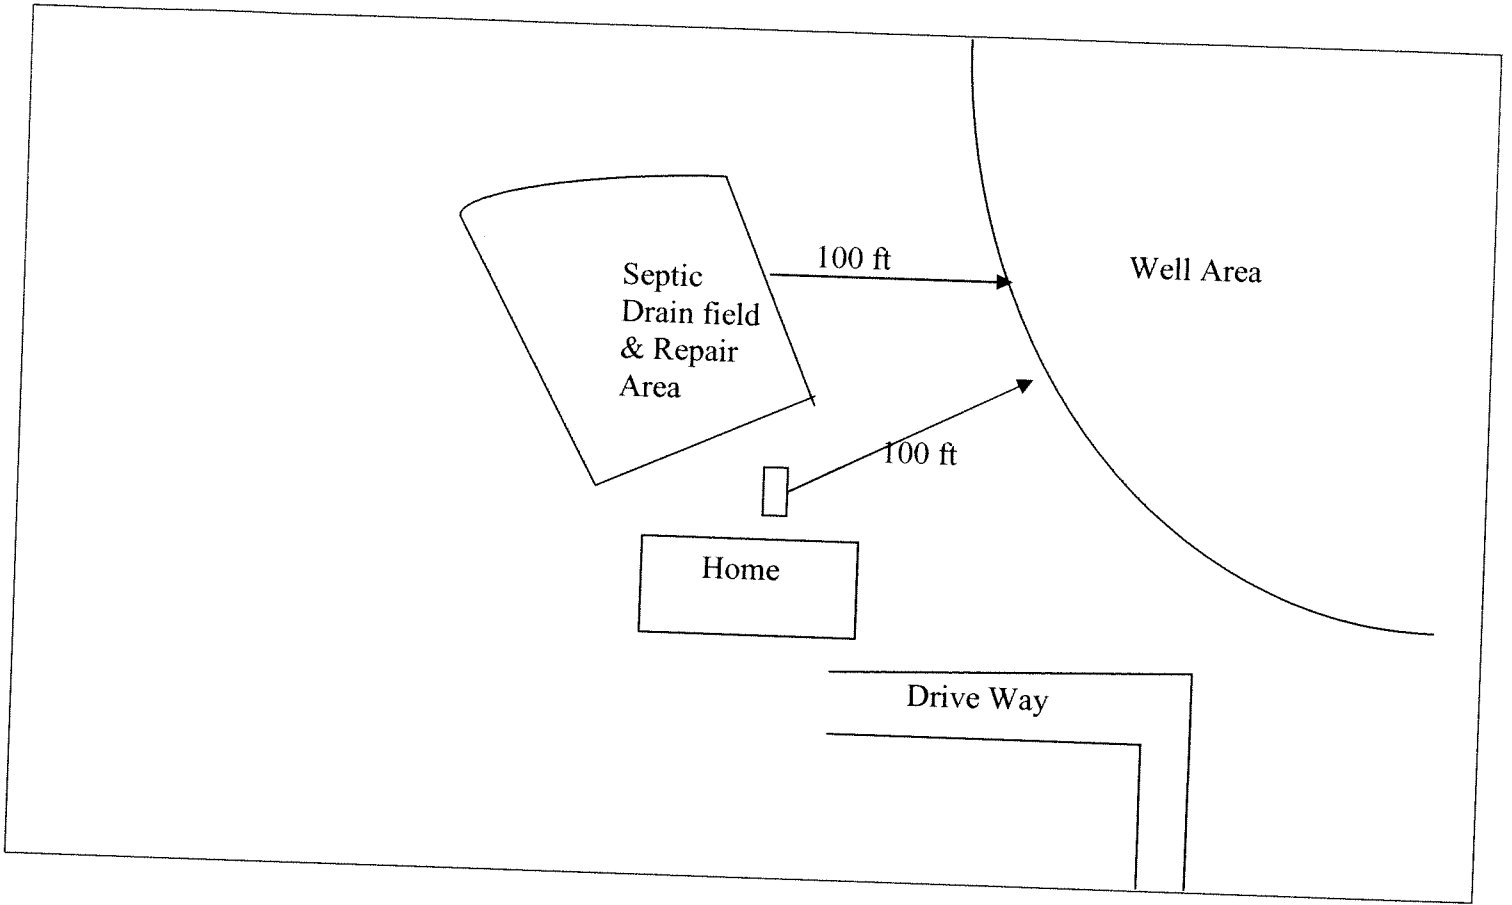 100 ft
Well Area
Septic
Drain field
& Repair
Area
100 ft
Home
Drive Way